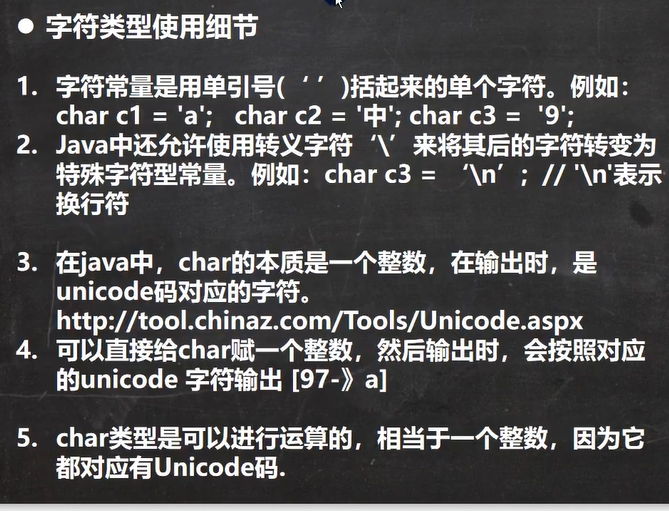 ● 字符类型使用细节
1. 字符常量是用单引号(‘ ’)括起来的单个字符。例如：
char c1 = 'a'; char c2 = '中'; char c3 = '9';
2. Java中还允许使用转义字符‘\’来将其后的字符转变为
特殊字符型常量。例如：char c3 = ‘\n’; // '\n'表示
换行符
3. 在java中，char的本质是一个整数，在输出时，是
unicode码对应的字符。
http://tool.chinaz.com/Tools/Unicode.aspx
4. 可以直接给char赋一个整数，然后输出时，会按照对应
的unicode 字符输出 [97-》a]
5. char类型是可以进行运算的，相当于一个整数，因为它
都对应有Unicode码.